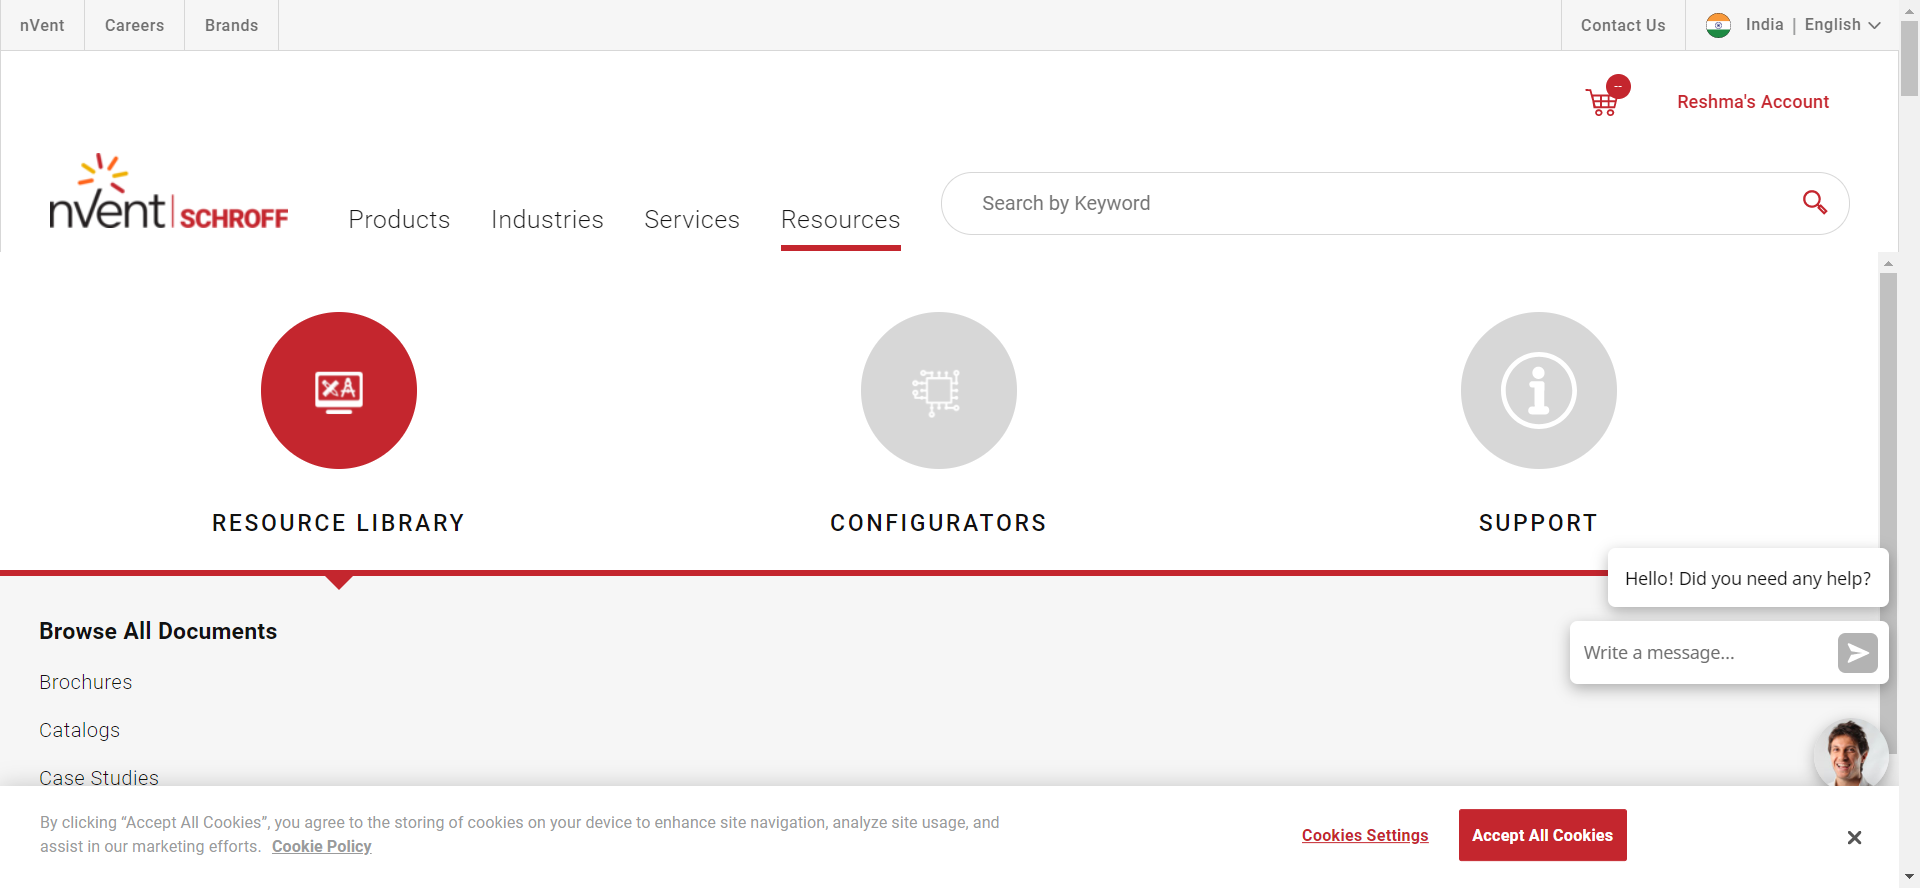 nVent
Careers
Brands
Contact Us
India | English
--
Reshma's Account
nVent | SCHROFF
Products
Industries
Services
Resources
Search by Keyword
RESOURCE LIBRARY
CONFIGURATORS
SUPPORT
Hello! Did you need any help?
Browse All Documents
Write a message...
Brochures
Catalogs
Case Studies
By clicking “Accept All Cookies”, you agree to the storing of cookies on your device to enhance site navigation, analyze site usage, and
assist in our marketing efforts. Cookie Policy
Cookies Settings
Accept All Cookies